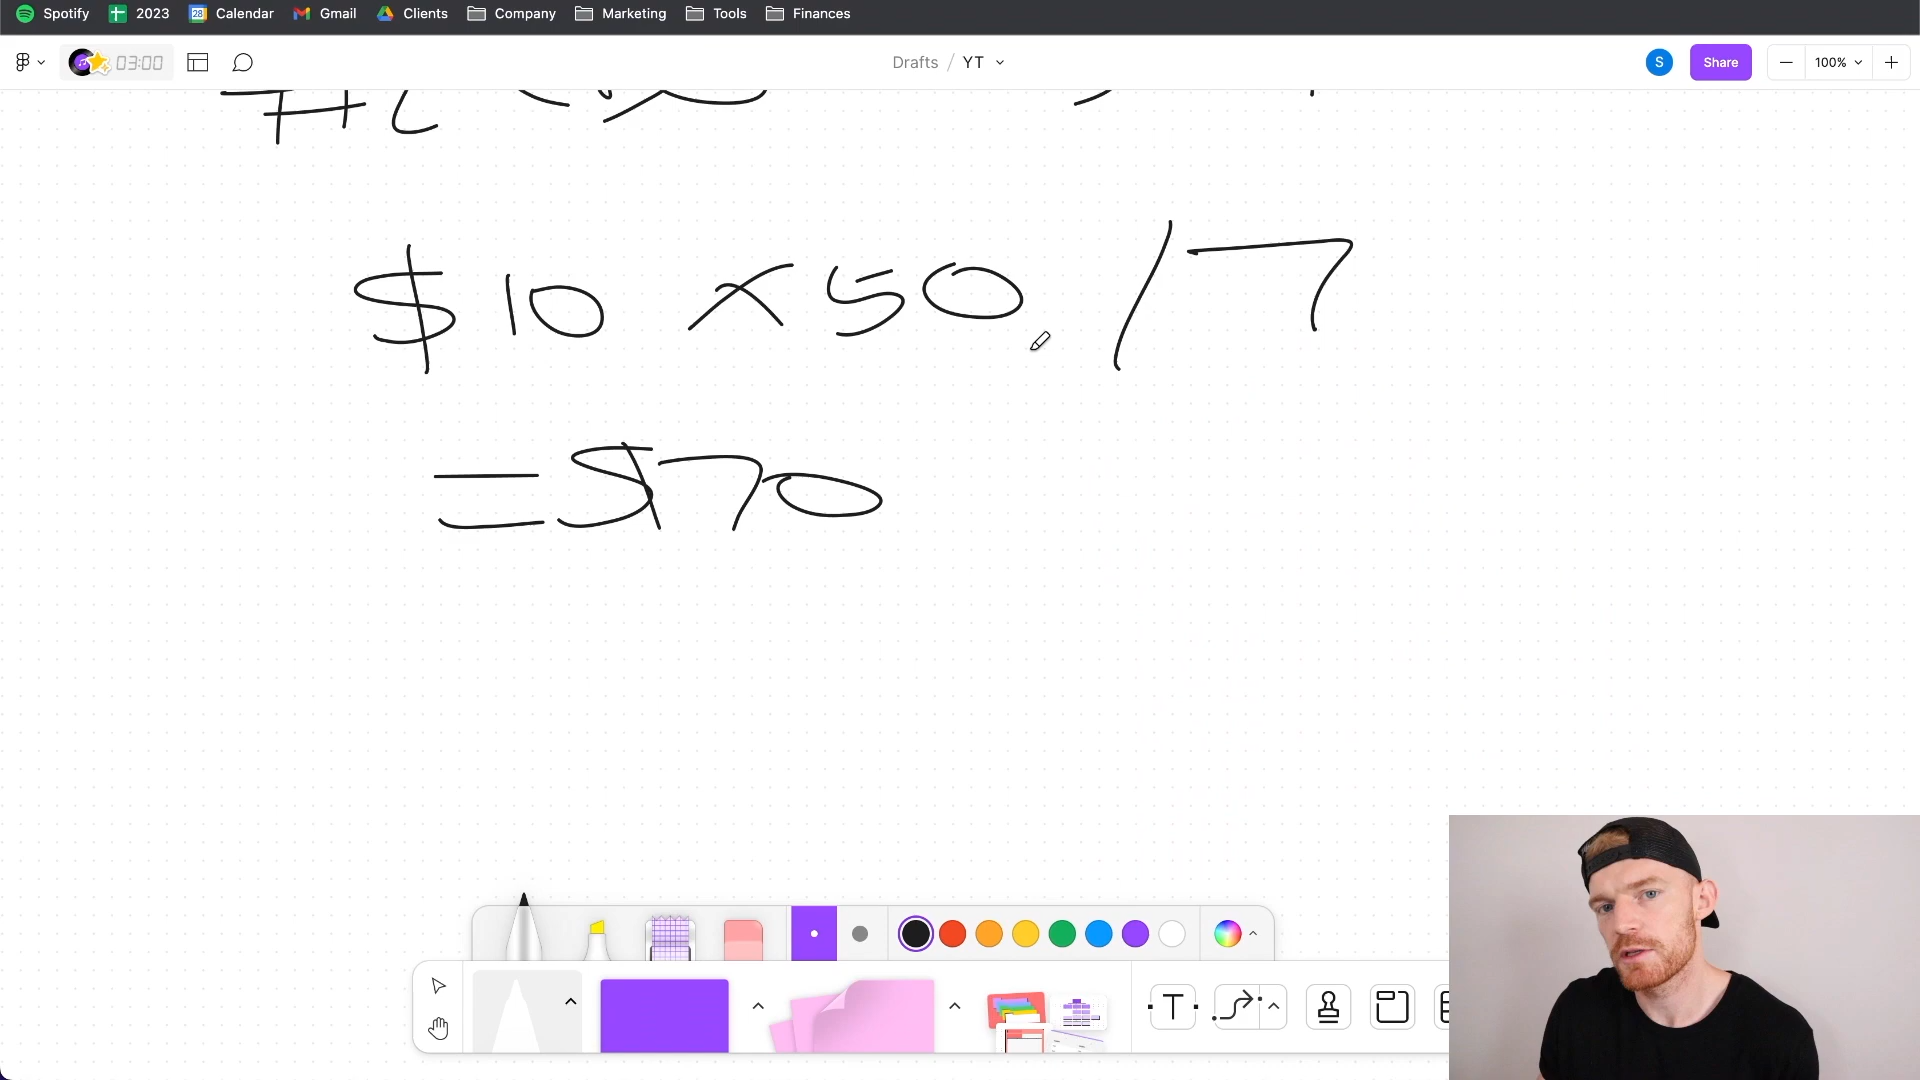 Spotify 2023 28 Calendar Gmail Clients Company Marketing Tools Finances
03:00 Drafts / YT S Share 100%
$10 x 50 / 7
= $70
T